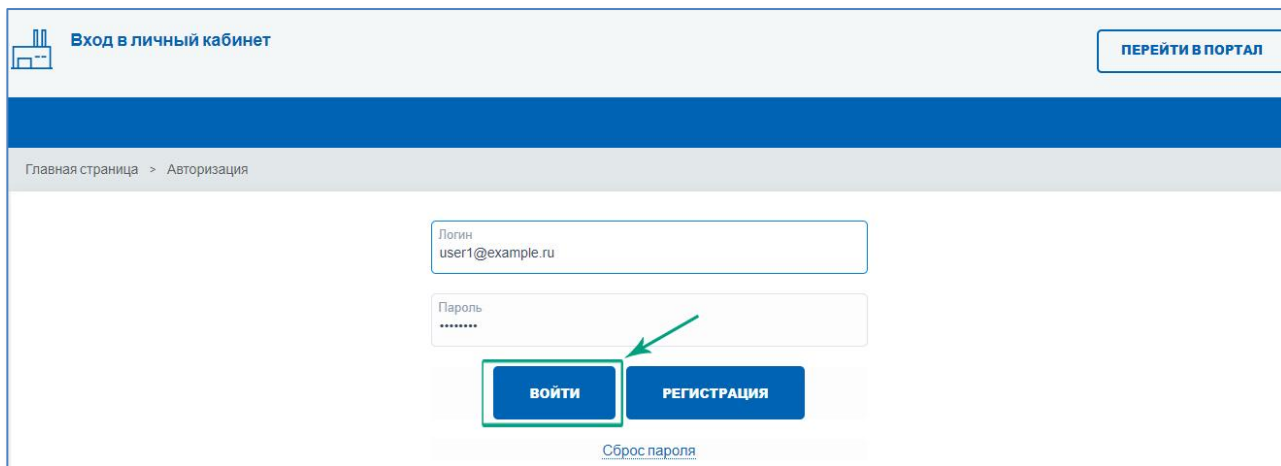 Вход в личный кабинет
ПЕРЕЙТИ В ПОРТАЛ
Главная страница > Авторизация
Логин
user1@example.ru
Пароль
••••••••
ВОЙТИ
РЕГИСТРАЦИЯ
Сброс пароля